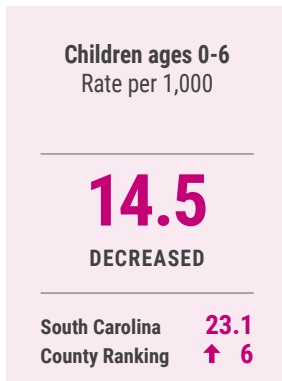 Children ages 0-6
Rate per 1,000
14.5
DECREASED
South Carolina 23.1
County Ranking ↑ 6